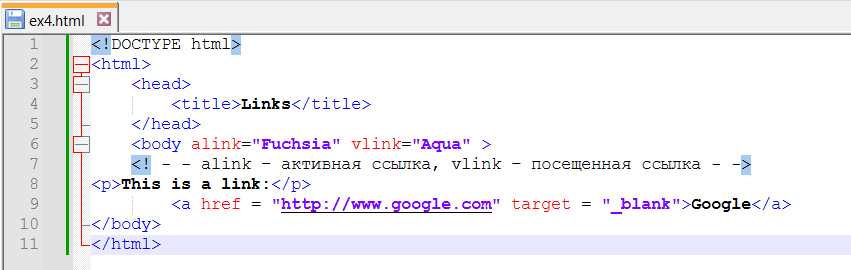 ex4.html
1 <!DOCTYPE html>
2 <html>
3 <head>
4 <title>Links</title>
5 </head>
6 <body alink="Fuchsia" vlink="Aqua" >
7 <! - - alink – активная ссылка, vlink – посещенная ссылка - ->
8 <p>This is a link:</p>
9 <a href = "http://www.google.com" target = "_blank">Google</a>
10 </body>
11 </html>